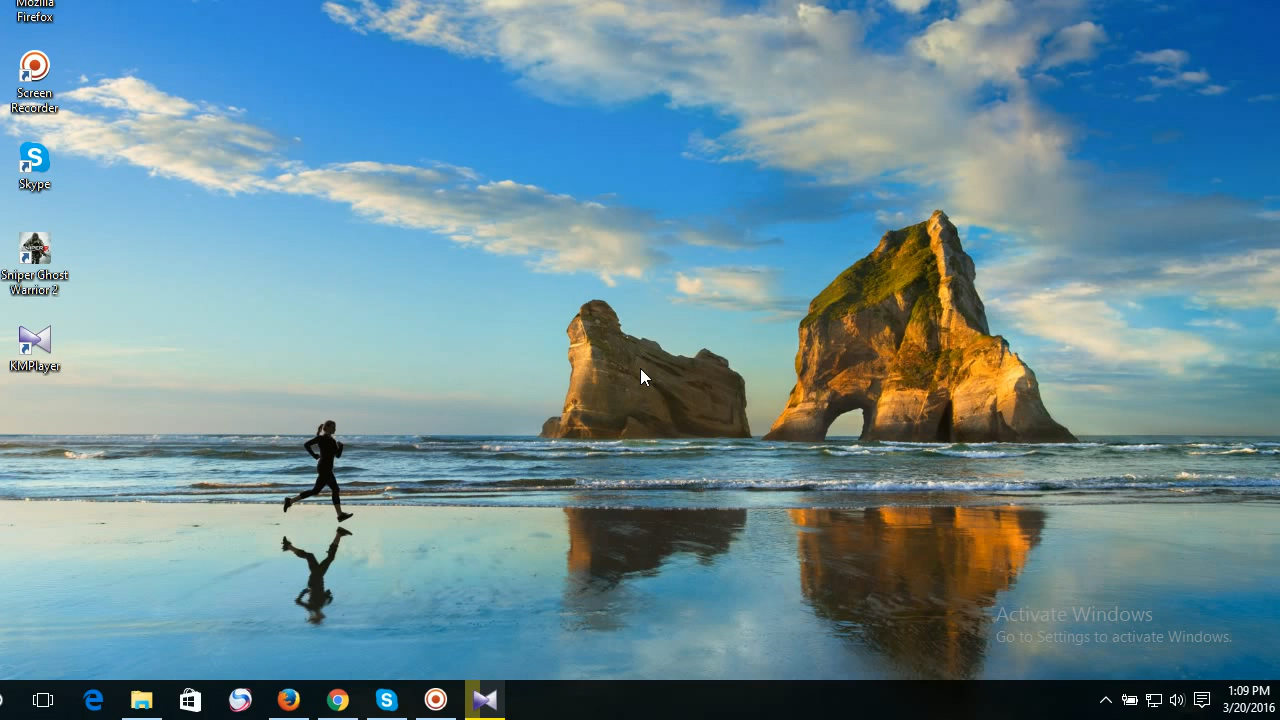 Mozilla
Firefox
Screen
Recorder
Skype
Sniper Ghost
Warrior 2
KMPlayer
Activate Windows
Go to Settings to activate Windows.
1:09 PM
3/20/2016